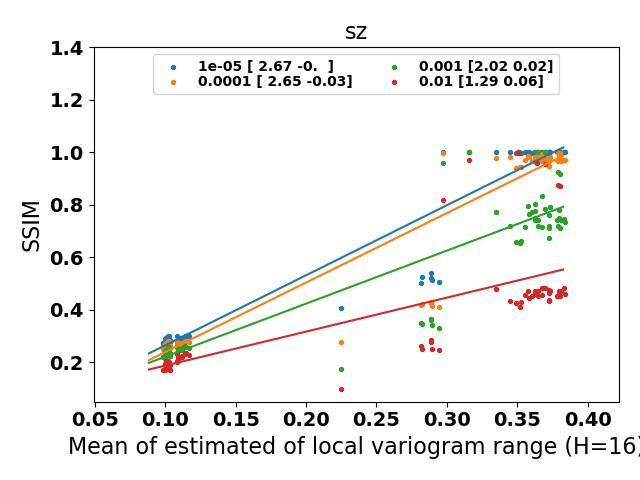 sz
1.4
1e-05 [ 2.67 -0.  ]
0.001 [2.02 0.02]
0.0001 [ 2.65 -0.03]
0.01 [1.29 0.06]
1.2
1.0
0.8
SSIM
0.6
0.4
0.2
0.05 0.10 0.15 0.20 0.25 0.30 0.35 0.40
Mean of estimated of local variogram range (H=16)